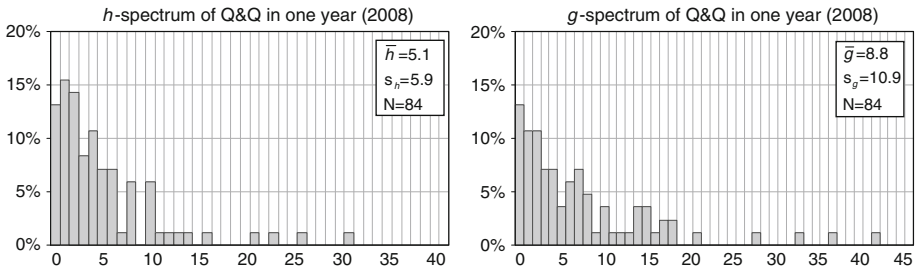 h-spectrum of Q&Q in one year (2008)
20%
15%
10%
5%
0%
h̅ =5.1
sₕ=5.9
N=84
0 5 10 15 20 25 30 35 40
g-spectrum of Q&Q in one year (2008)
20%
15%
10%
5%
0%
g̅ =8.8
s_g=10.9
N=84
0 5 10 15 20 25 30 35 40 45